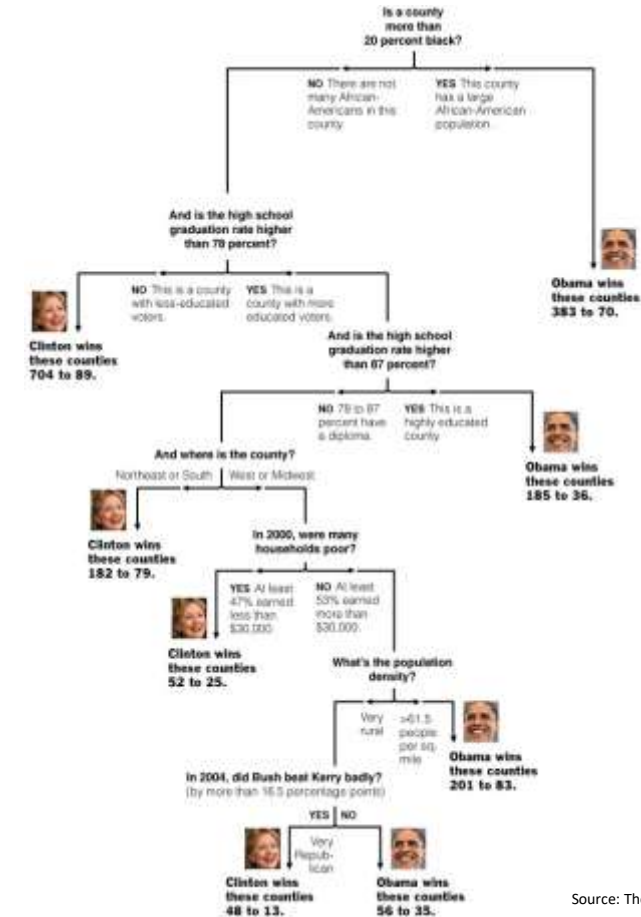 Is a county
more than
20 percent black?
NO There are not
many African-
Americans in this
county.
YES This county
has a large
African-American
population.
And is the high school
graduation rate higher
than 78 percent?
Obama wins
these counties
383 to 70.
NO This is a county
with less-educated
voters.
YES This is a
county with more
educated voters.
Clinton wins
these counties
704 to 89.
And is the high school
graduation rate higher
than 87 percent?
NO 78 to 87
percent have
a diploma.
YES This is a
highly educated
county.
Obama wins
these counties
185 to 36.
And where is the county?
Northeast or South
West or Midwest
Clinton wins
these counties
182 to 79.
In 2000, were many
households poor?
YES At least
47% earned
less than
$30,000.
NO At least
53% earned
more than
$30,000.
Clinton wins
these counties
52 to 25.
What's the population
density?
Very
rural
>61.5
people
per sq.
mile
Obama wins
these counties
201 to 83.
In 2004, did Bush beat Kerry badly?
(by more than 16.5 percentage points)
YES NO
Very
Repub-
lican
Clinton wins
these counties
48 to 13.
Obama wins
these counties
56 to 35.
Source: